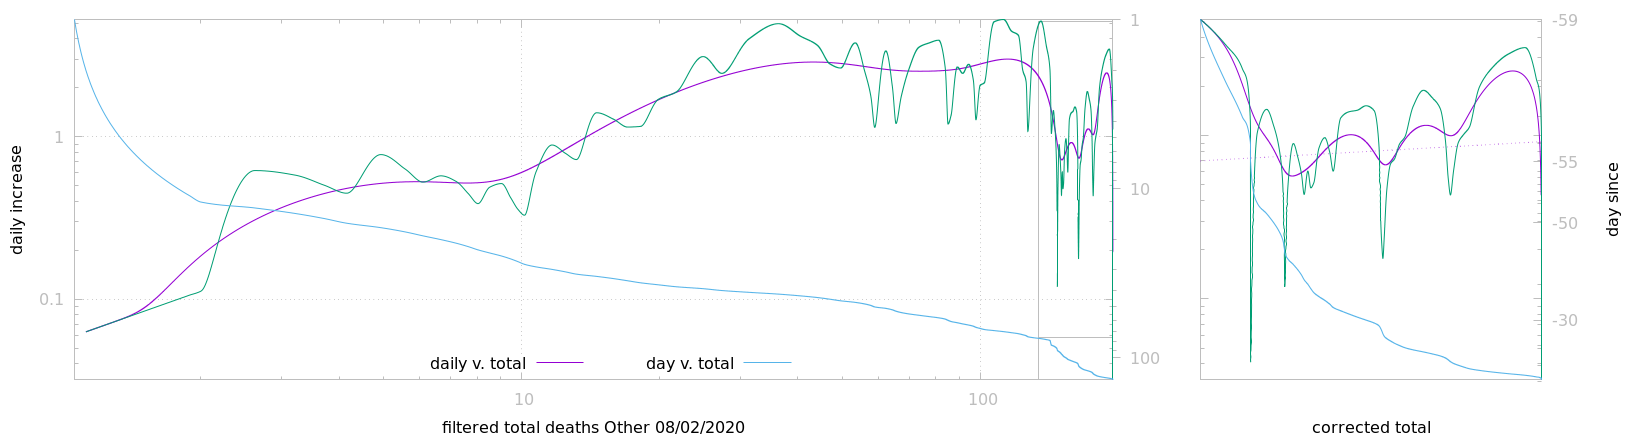 daily increase
1
0.1
10
100
1
10
100
daily v. total
day v. total
filtered total deaths Other 08/02/2020
-59
-55
-50
-30
day since
corrected total